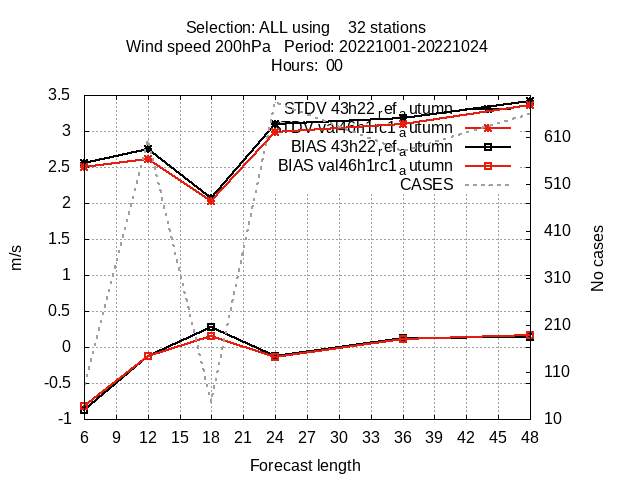 Selection: ALL using 32 stations
Wind speed 200hPa Period: 20221001-20221024
Hours: 00
3.5
3
2.5
2
1.5
1
0.5
0
-0.5
-1
m/s
STDV 43h22_ref_autumn
STDV val46h1rc1_autumn
BIAS 43h22_ref_autumn
BIAS val46h1rc1_autumn
CASES
610
510
410
310
210
110
10
No cases
6 9 12 15 18 21 24 27 30 33 36 39 42 45 48
Forecast length